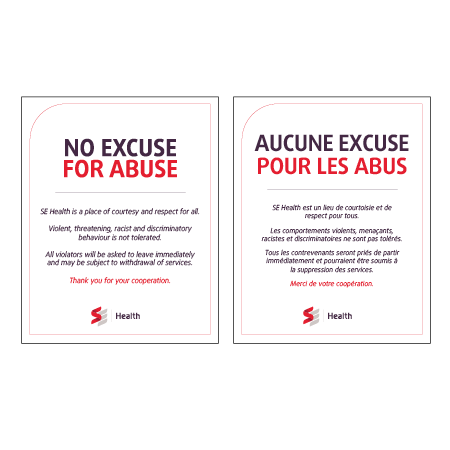 NO EXCUSE
FOR ABUSE
SE Health is a place of courtesy and respect for all.
Violent, threatening, racist and discriminatory
behaviour is not tolerated.
All violators will be asked to leave immediately
and may be subject to withdrawal of services.
Thank you for your cooperation.
SE Health
AUCUNE EXCUSE
POUR LES ABUS
SE Health est un lieu de courtoisie et de
respect pour tous.
Les comportements violents, menaçants,
racistes et discriminatoires ne sont pas tolérés.
Tous les contrevenants seront priés de partir
immédiatement et pourraient être soumis à
la suppression des services.
Merci de votre coopération.
SE Health